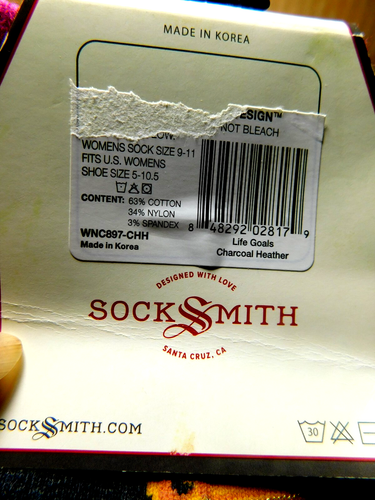 MADE IN KOREA
ESIGN™
NOT BLEACH
WOMENS SOCK SIZE 9-11
FITS U.S. WOMENS
SHOE SIZE 5-10.5
CONTENT: 63% COTTON
34% NYLON
3% SPANDEX
WNC897-CHH
Made in Korea
8 48292 02817 9
Life Goals
Charcoal Heather
DESIGNED WITH LOVE
SOCKSMITH
SANTA CRUZ, CA
SOCKSMITH.COM
30